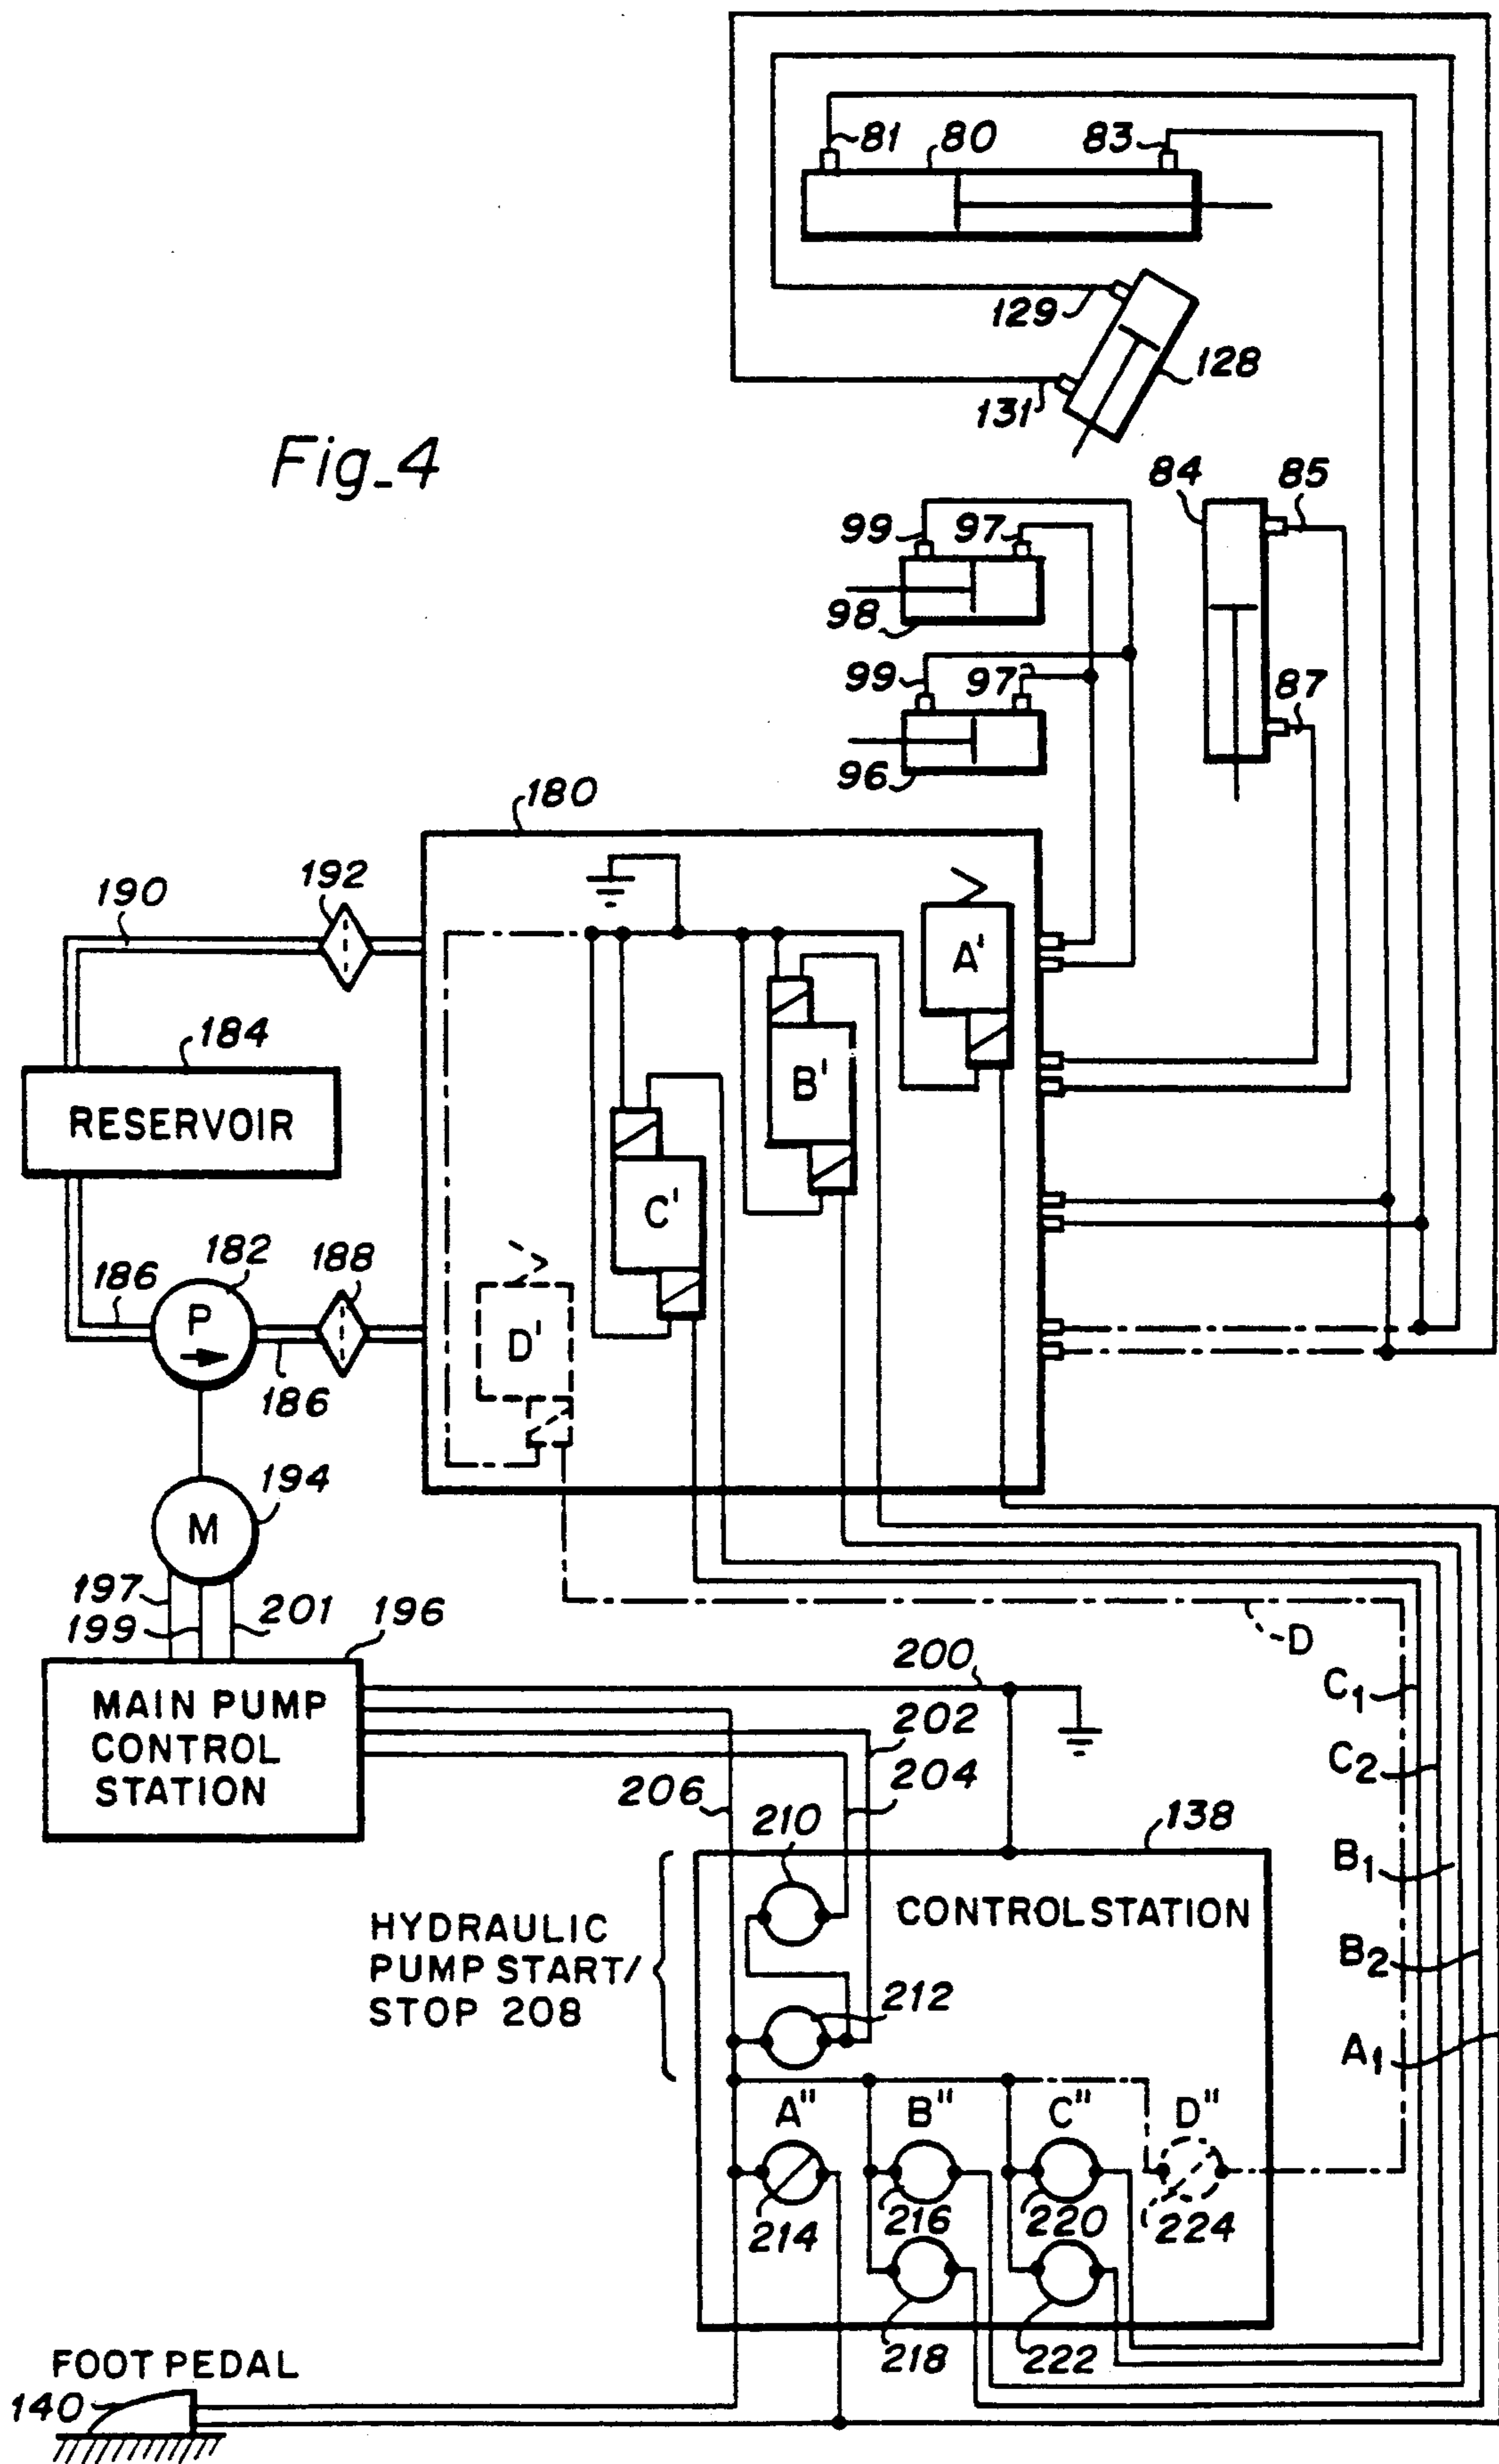 81
80
83
129
128
131
Fig_4
84
85
99
97
98
99
97
87
96
180
192
190
A'
184
RESERVOIR
B'
C'
182
188
186
P
D'
186
194
M
197
199
201
196
D
200
MAIN PUMP
CONTROL
STATION
C1
202
C2
204
206
210
138
B1
CONTROL STATION
HYDRAULIC
PUMP START/
STOP 208
B2
212
A1
A"
B"
C"
D"
214
216
220
224
218
222
FOOT PEDAL
140